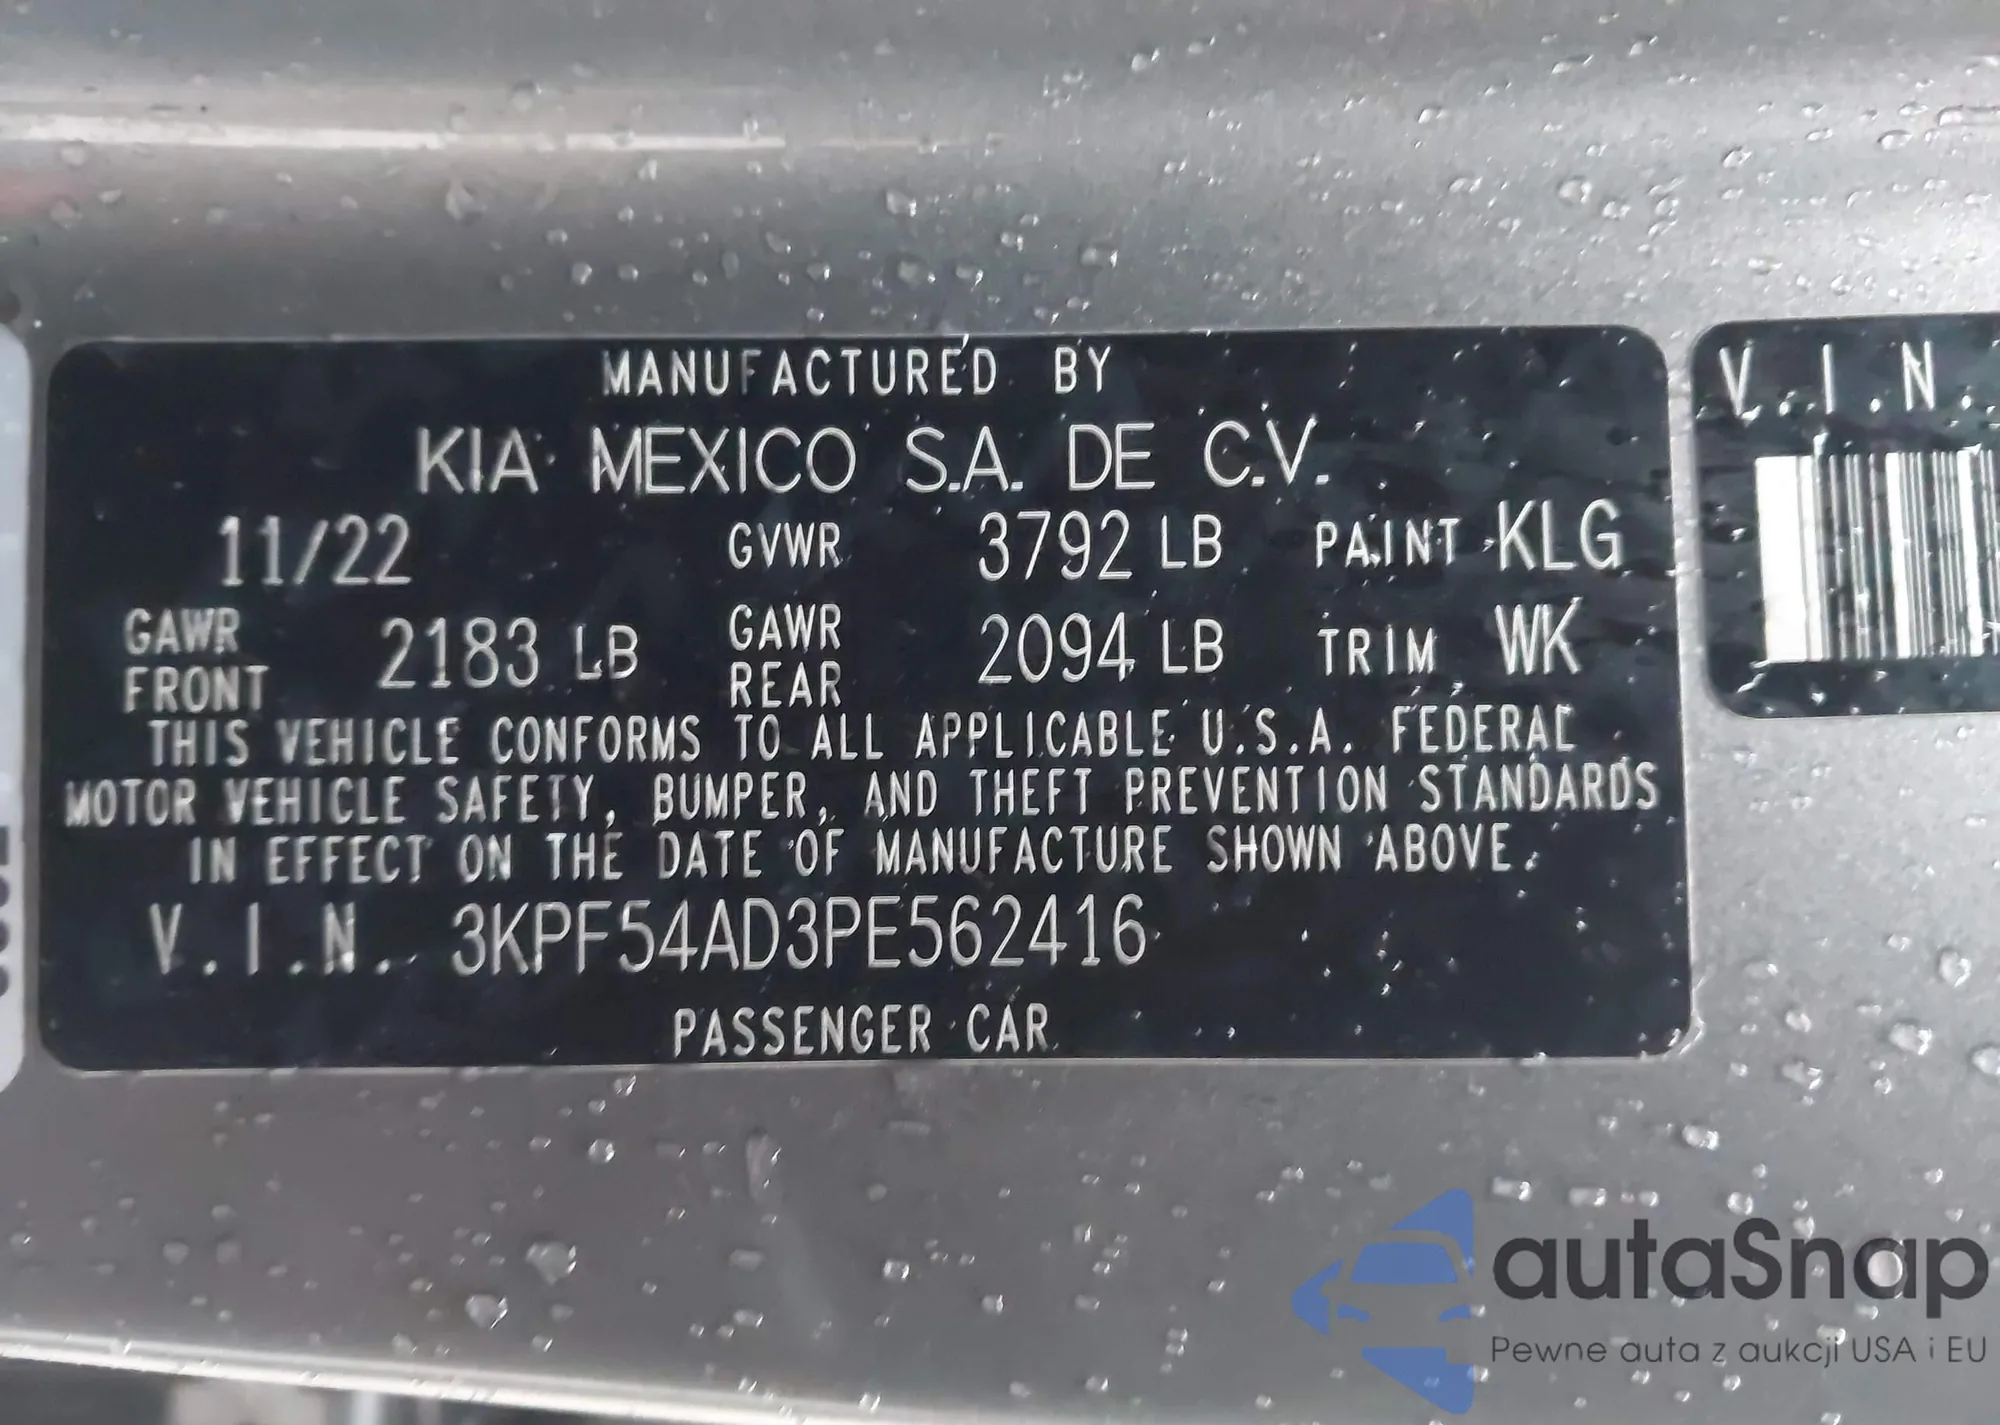 MANUFACTURED BY
KIA MEXICO S.A. DE C.V.
11/22 GVWR 3792 LB PAINT KLG
GAWR FRONT 2183 LB GAWR REAR 2094 LB TRIM WK
THIS VEHICLE CONFORMS TO ALL APPLICABLE U.S.A. FEDERAL
MOTOR VEHICLE SAFETY, BUMPER, AND THEFT PREVENTION STANDARDS
IN EFFECT ON THE DATE OF MANUFACTURE SHOWN ABOVE.
V.I.N. 3KPF54AD3PE562416
PASSENGER CAR
V.I.N.
autaSnap
Pewne auta z aukcji USA i EU